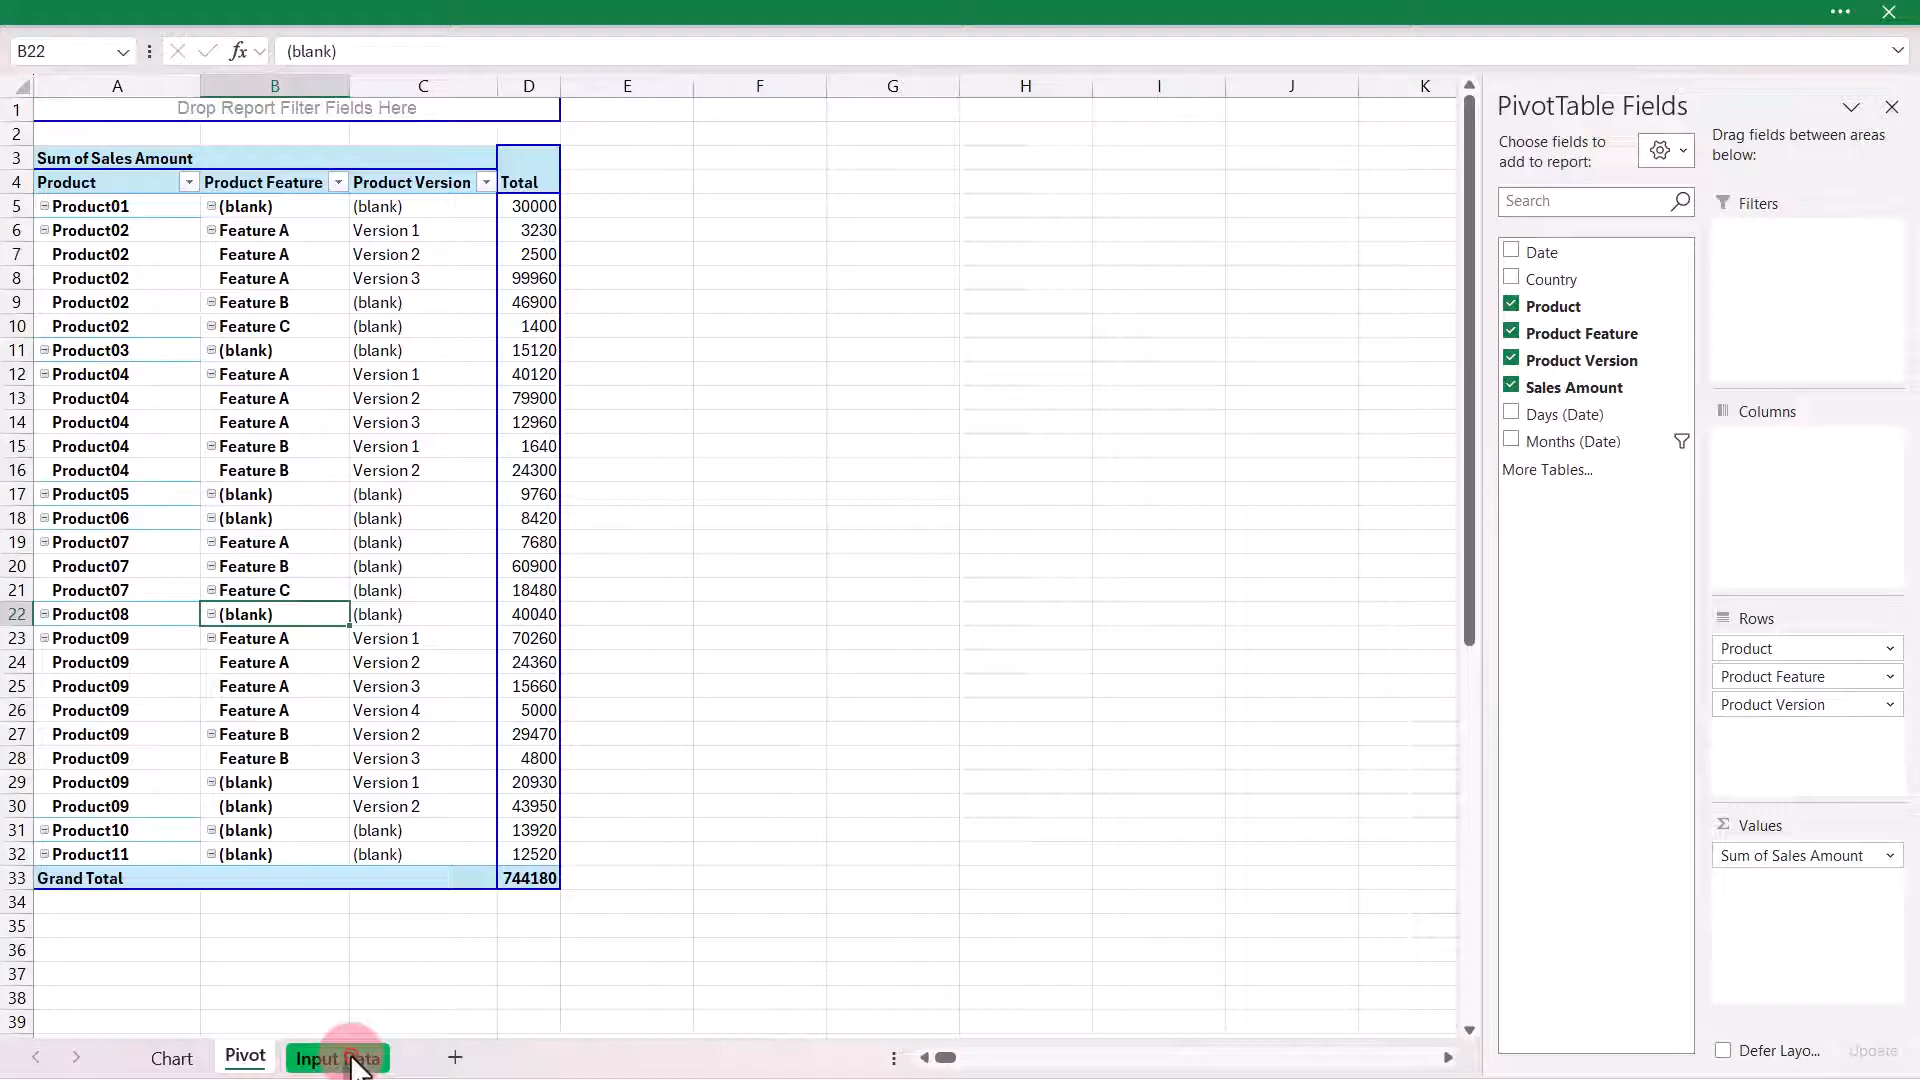 B22 fx (blank)
A B C D E F G H I J K
1 Drop Report Filter Fields Here
2
3 Sum of Sales Amount
4 Product Product Feature Product Version Total
5 Product01 (blank) (blank) 30000
6 Product02 Feature A Version 1 3230
7 Product02 Feature A Version 2 2500
8 Product02 Feature A Version 3 99960
9 Product02 Feature B (blank) 46900
10 Product02 Feature C (blank) 1400
11 Product03 (blank) (blank) 15120
12 Product04 Feature A Version 1 40120
13 Product04 Feature A Version 2 79900
14 Product04 Feature A Version 3 12960
15 Product04 Feature B Version 1 1640
16 Product04 Feature B Version 2 24300
17 Product05 (blank) (blank) 9760
18 Product06 (blank) (blank) 8420
19 Product07 Feature A (blank) 7680
20 Product07 Feature B (blank) 60900
21 Product07 Feature C (blank) 18480
22 Product08 (blank) (blank) 40040
23 Product09 Feature A Version 1 70260
24 Product09 Feature A Version 2 24360
25 Product09 Feature A Version 3 15660
26 Product09 Feature A Version 4 5000
27 Product09 Feature B Version 2 29470
28 Product09 Feature B Version 3 4800
29 Product09 (blank) Version 1 20930
30 Product09 (blank) Version 2 43950
31 Product10 (blank) (blank) 13920
32 Product11 (blank) (blank) 12520
33 Grand Total 744180
34
35
36
37
38
39
Chart Pivot Input Data
PivotTable Fields
Choose fields to
add to report:
Search
Date
Country
Product
Product Feature
Product Version
Sales Amount
Days (Date)
Months (Date)
More Tables...
Drag fields between areas
below:
Filters
Columns
Rows
Product
Product Feature
Product Version
Values
Sum of Sales Amount
Defer Layo... Update